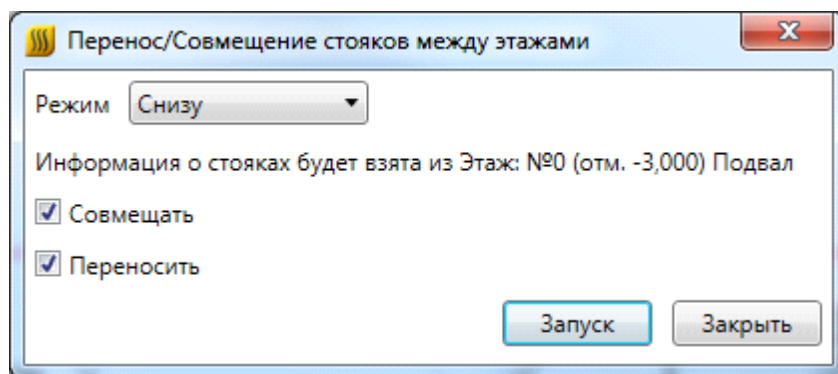 Перенос/Совмещение стояков между этажами
Режим Снизу
Информация о стояках будет взята из Этаж: №0 (отм. -3,000) Подвал
Совмещать
Переносить
Запуск Закрыть